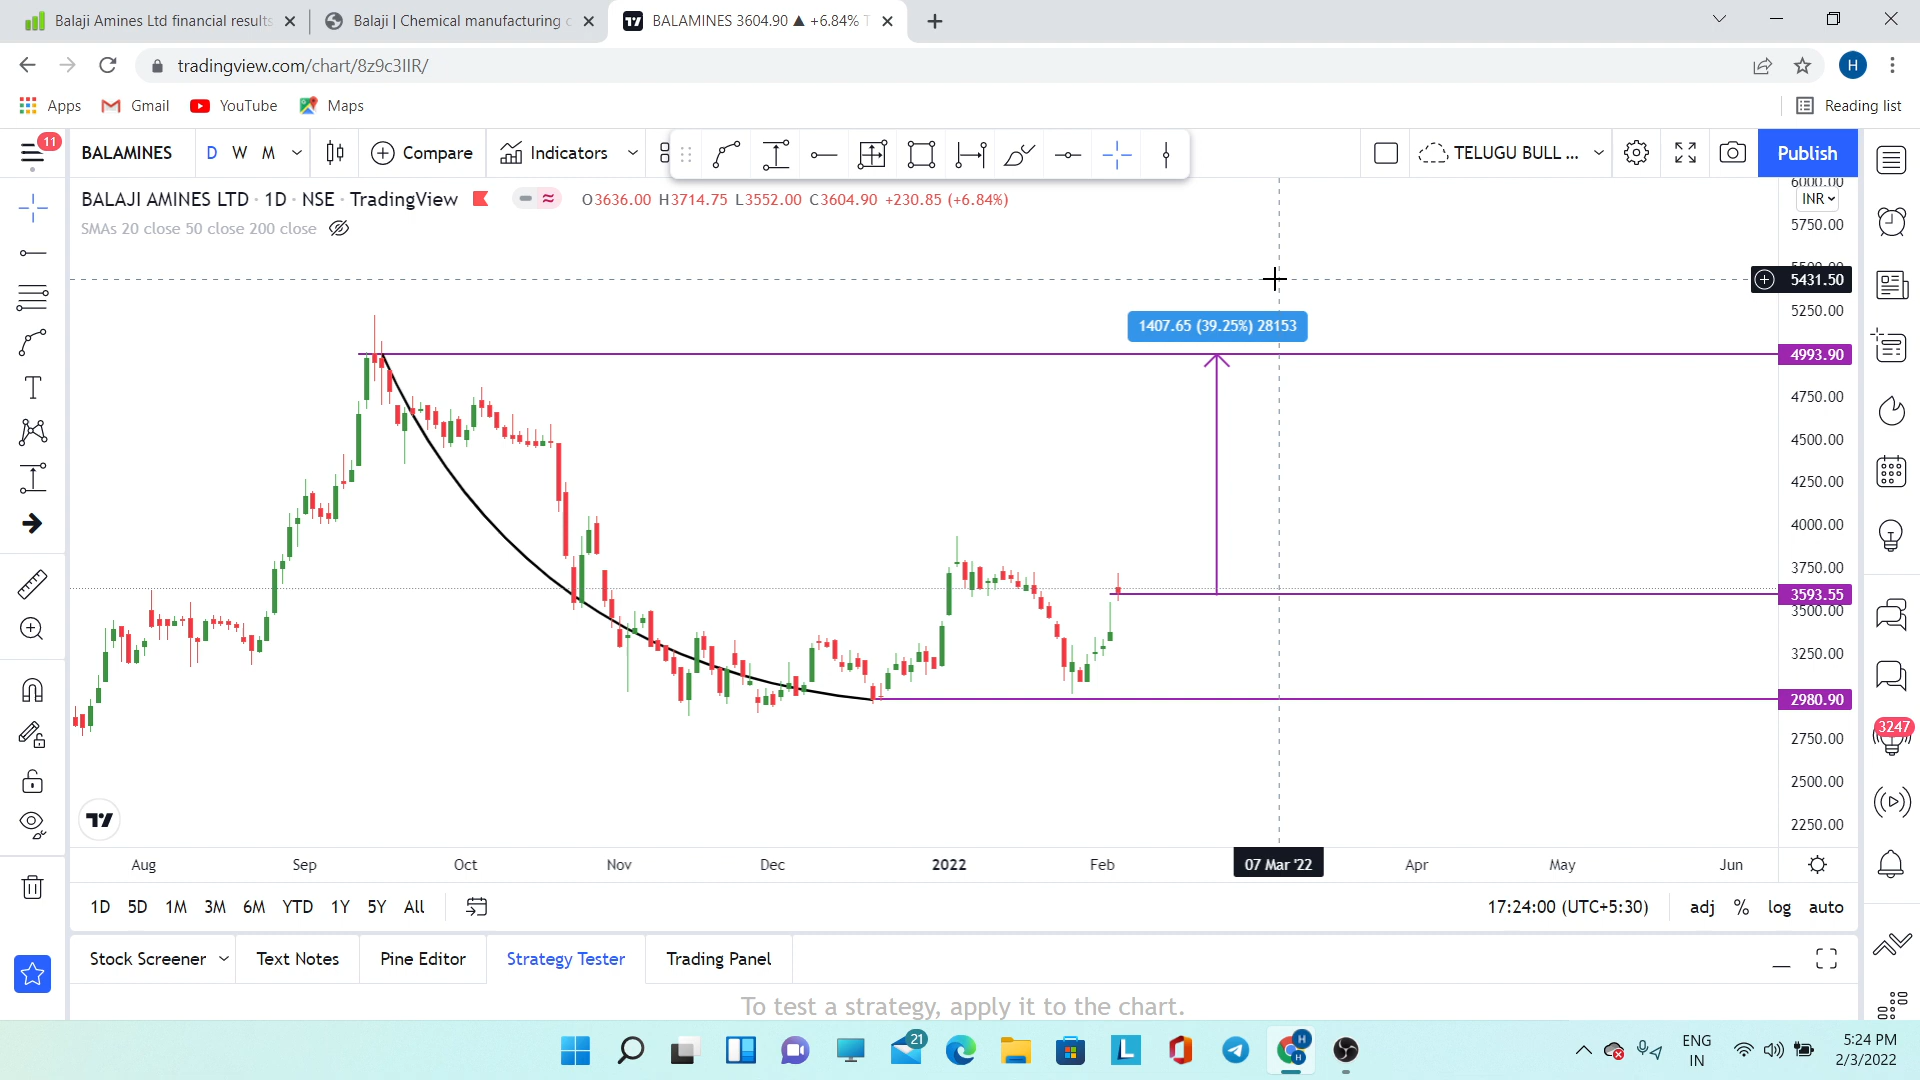 Balaji Amines Ltd financial results
Balaji | Chemical manufacturing c
BALAMINES 3604.90 ▲ +6.84% T
tradingview.com/chart/8z9c3IIR/
H
Apps
Gmail
YouTube
Maps
Reading list
11
BALAMINES
D
W
M
Compare
Indicators
TELUGU BULL ...
Publish
BALAJI AMINES LTD · 1D · NSE · TradingView
O3636.00 H3714.75 L3552.00 C3604.90 +230.85 (+6.84%)
SMAs 20 close 50 close 200 close
6000.00
INR
5750.00
5500.00
5431.50
5250.00
1407.65 (39.25%) 28153
4993.90
4750.00
4500.00
4250.00
4000.00
3750.00
3593.55
3500.00
3250.00
2980.90
2750.00
2500.00
2250.00
3247
Aug
Sep
Oct
Nov
Dec
2022
Feb
07 Mar '22
Apr
May
Jun
1D 5D 1M 3M 6M YTD 1Y 5Y All
17:24:00 (UTC+5:30)
adj % log auto
Stock Screener
Text Notes
Pine Editor
Strategy Tester
Trading Panel
To test a strategy, apply it to the chart.
21
L
H
H
ENG
IN
5:24 PM
2/3/2022